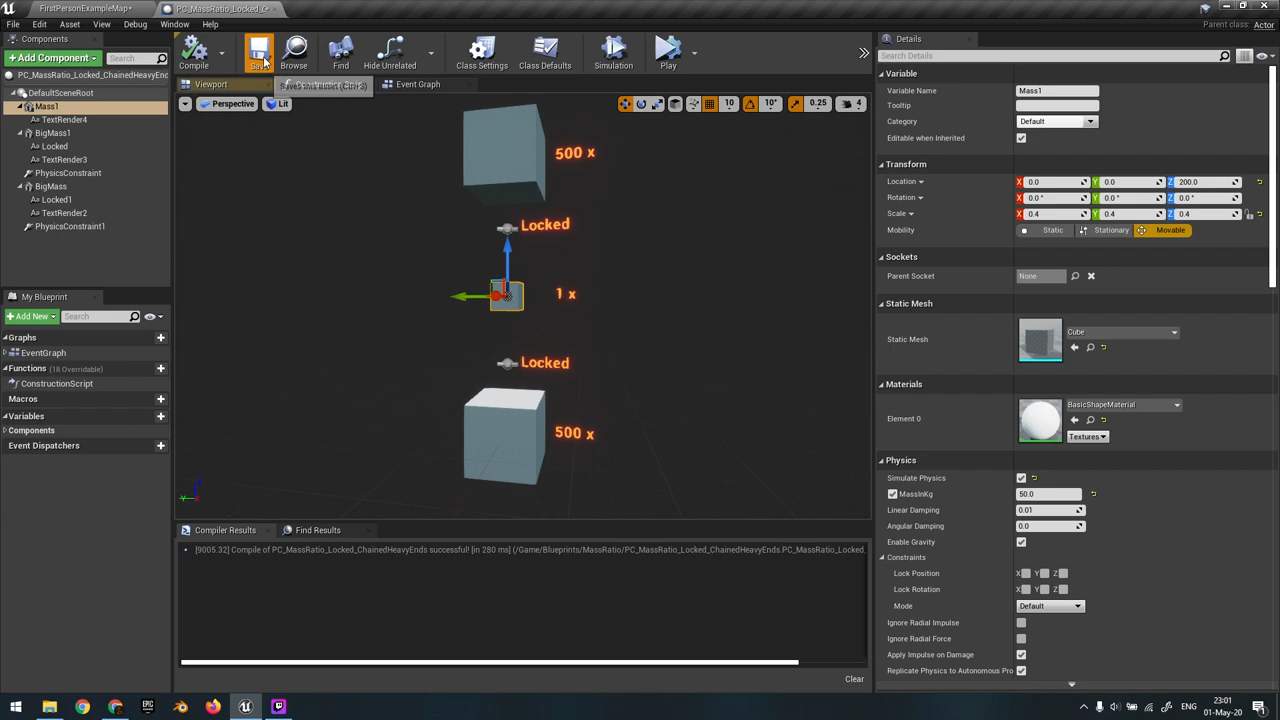 FirstPersonExampleMap*
PC_MassRatio_Locked_C
File Edit Asset View Debug Window Help
Parent class: Actor
Components
+ Add Component
Search
PC_MassRatio_Locked_ChainedHeavyEnds
DefaultSceneRoot
Mass1
TextRender4
BigMass1
Locked
TextRender3
PhysicsConstraint
BigMass
Locked1
TextRender2
PhysicsConstraint1
My Blueprint
+ Add New
Search
Graphs
EventGraph
Functions (18 Overridable)
ConstructionScript
Macros
Variables
Components
Event Dispatchers
Compile
Save
Browse
Find
Hide Unrelated
Class Settings
Class Defaults
Simulation
Play
Viewport
Event Graph
Perspective
Lit
10
10°
0.25
4
500 x
Locked
1 x
Locked
500 x
Compiler Results
Find Results
[9005.32] Compile of PC_MassRatio_Locked_ChainedHeavyEnds successful! [in 280 ms] (/Game/Blueprints/MassRatio/PC_MassRatio_Locked_ChainedHeavyEnds.PC_MassRatio_Locked_
Clear
Details
Search Details
Variable
Variable Name Mass1
Tooltip
Category Default
Editable when Inherited
Transform
Location X 0.0 Y 0.0 Z 200.0
Rotation X 0.0 ° Y 0.0 ° Z 0.0 °
Scale X 0.4 Y 0.4 Z 0.4
Mobility Static Stationary Movable
Sockets
Parent Socket None
Static Mesh
Static Mesh Cube
Materials
Element 0 BasicShapeMaterial
Textures
Physics
Simulate Physics
MassInKg 50.0
Linear Damping 0.01
Angular Damping 0.0
Enable Gravity
Constraints
Lock Position X Y Z
Lock Rotation X Y Z
Mode Default
Ignore Radial Impulse
Ignore Radial Force
Apply Impulse on Damage
Replicate Physics to Autonomous Pro
23:01
01-May-20